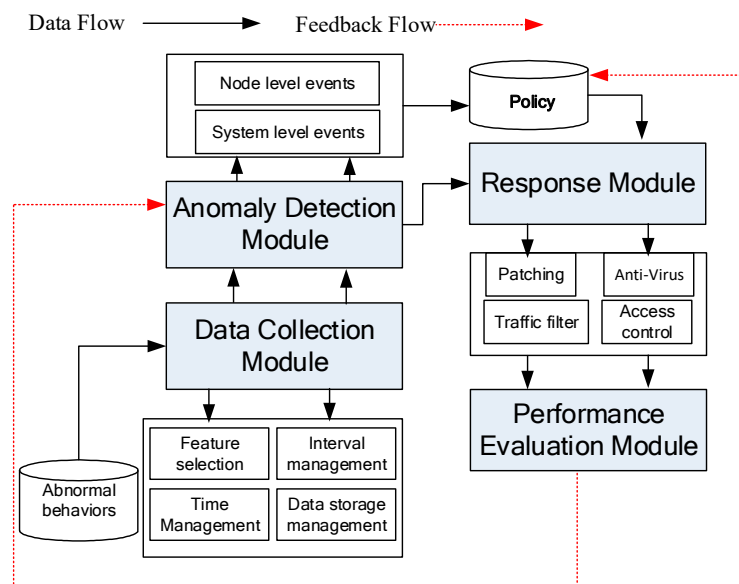 Data Flow
Feedback Flow
Node level events
System level events
Policy
Anomaly Detection
Module
Response Module
Patching
Anti-Virus
Traffic filter
Access
control
Data Collection
Module
Performance
Evaluation Module
Feature
selection
Interval
management
Time
Management
Data storage
management
Abnormal
behaviors